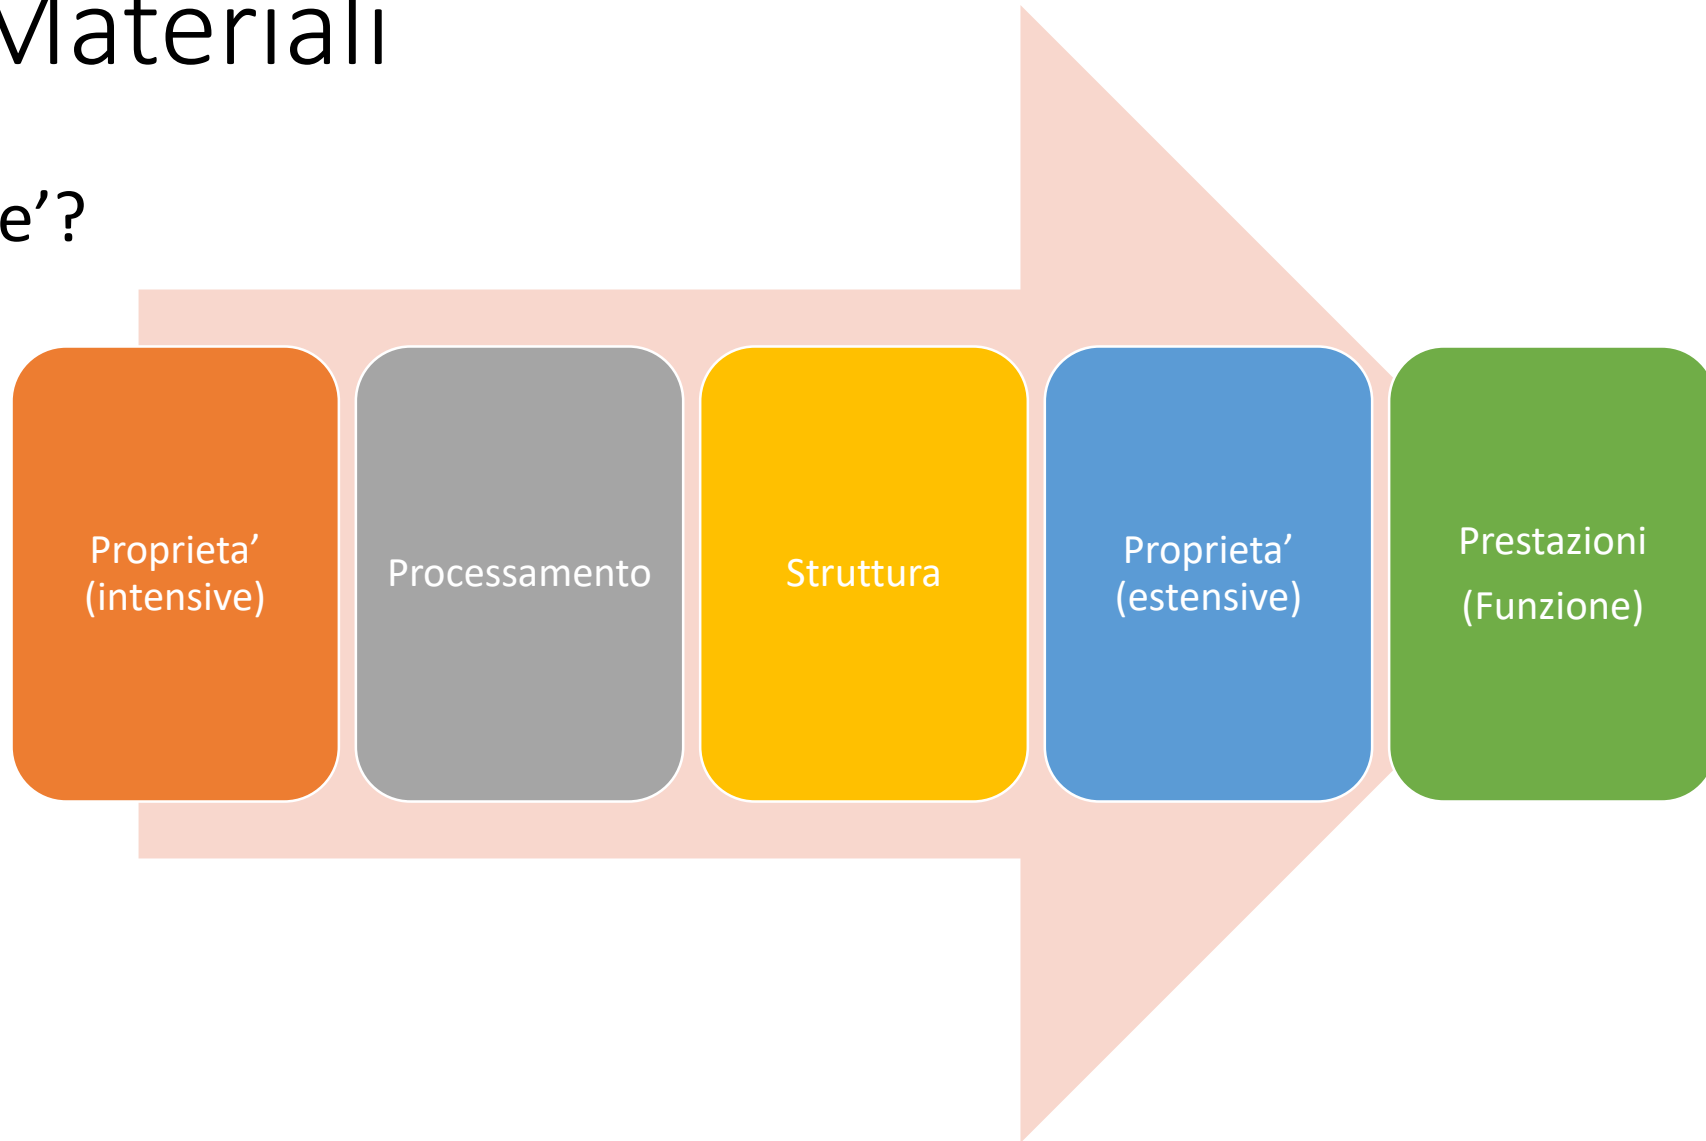 Materiali
e’?
Proprieta’
(intensive)
Processamento
Struttura
Proprieta’
(estensive)
Prestazioni
(Funzione)